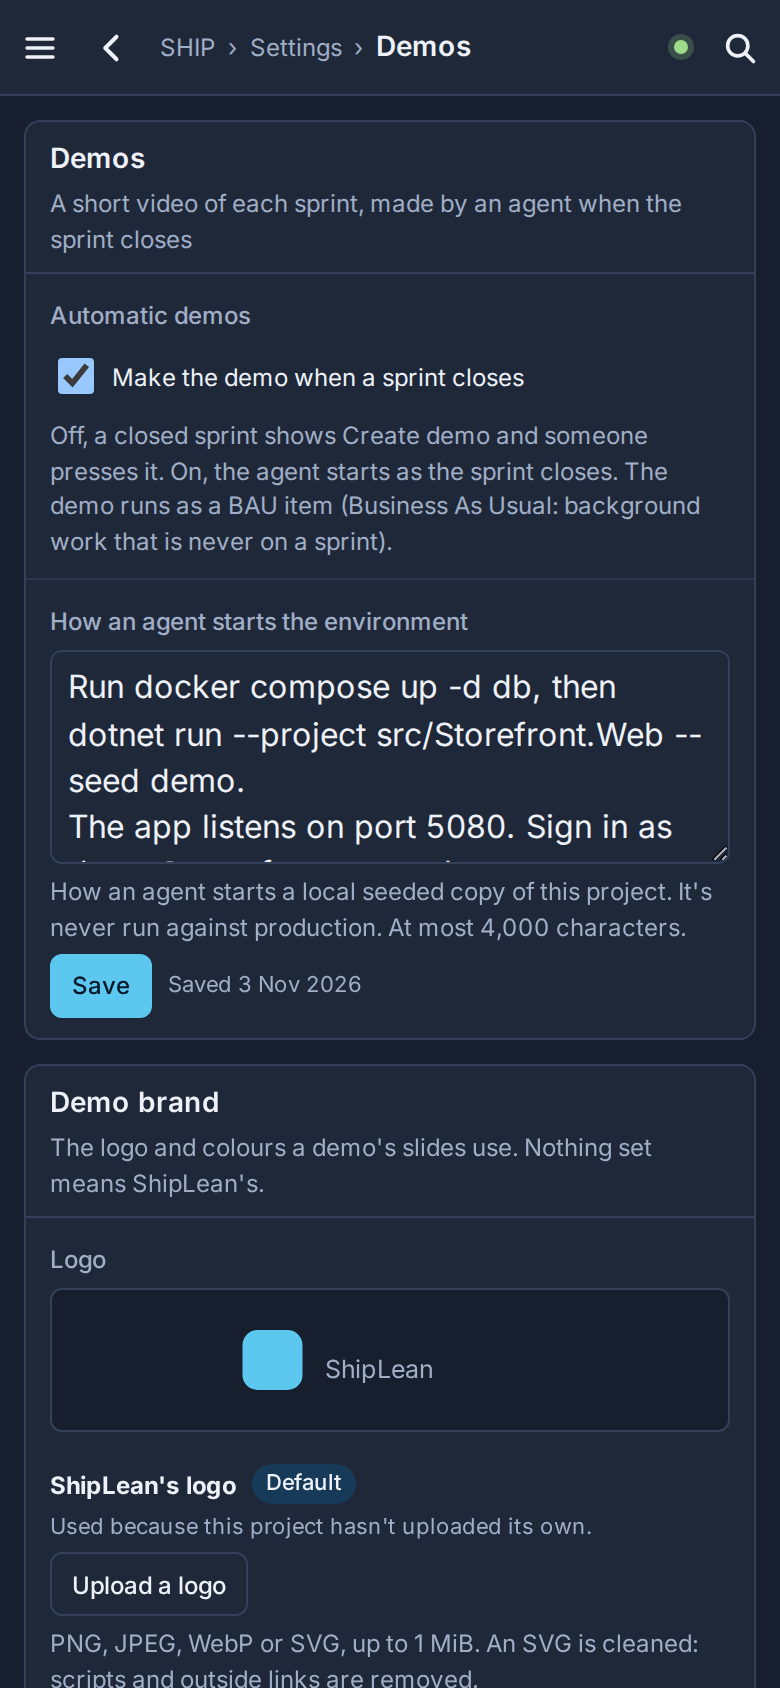 SHIP › Settings › Demos
Demos
A short video of each sprint, made by an agent when the
sprint closes
Automatic demos
Make the demo when a sprint closes
Off, a closed sprint shows Create demo and someone
presses it. On, the agent starts as the sprint closes. The
demo runs as a BAU item (Business As Usual: background
work that is never on a sprint).
How an agent starts the environment
Run docker compose up -d db, then
dotnet run --project src/Storefront.Web --
seed demo.
The app listens on port 5080. Sign in as
How an agent starts a local seeded copy of this project. It's
never run against production. At most 4,000 characters.
Save Saved 3 Nov 2026
Demo brand
The logo and colours a demo's slides use. Nothing set
means ShipLean's.
Logo
ShipLean
ShipLean's logo Default
Used because this project hasn't uploaded its own.
Upload a logo
PNG, JPEG, WebP or SVG, up to 1 MiB. An SVG is cleaned:
scripts and outside links are removed.